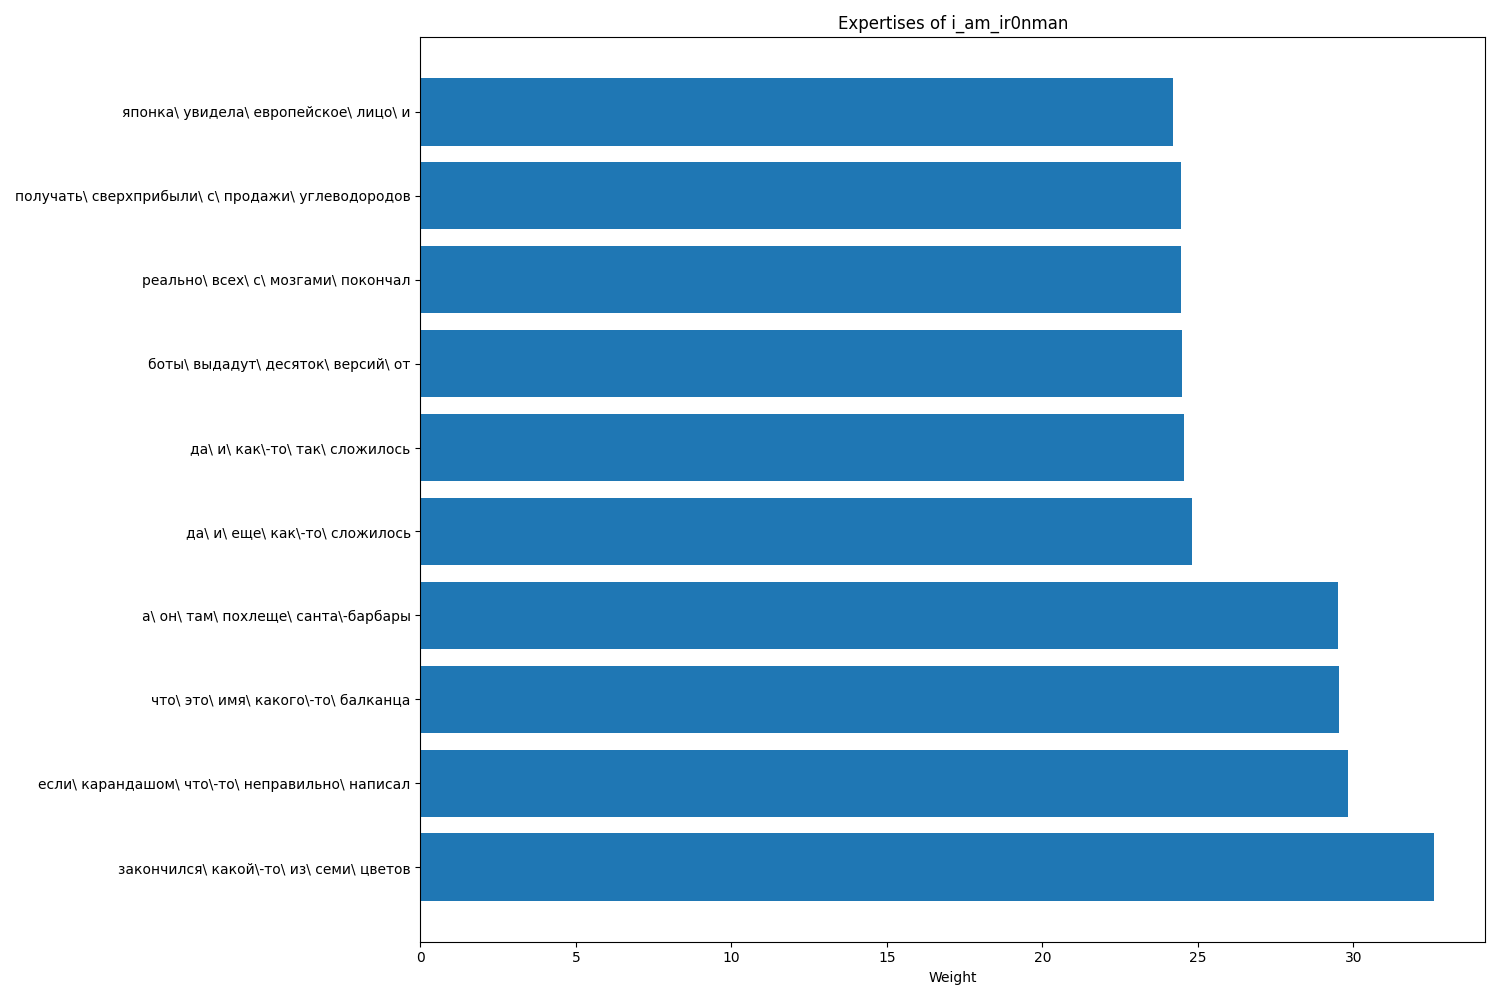 Expertises of i_am_ir0nman
японка\ увидела\ европейское\ лицо\ и
получать\ сверхприбыли\ с\ продажи\ углеводородов
реально\ всех\ с\ мозгами\ покончал
боты\ выдадут\ десяток\ версий\ от
да\ и\ как\-то\ так\ сложилось
да\ и\ еще\ как\-то\ сложилось
а\ он\ там\ похлеще\ санта\-барбары
что\ это\ имя\ какого\-то\ балканца
если\ карандашом\ что\-то\ неправильно\ написал
закончился\ какой\-то\ из\ семи\ цветов
0 5 10 15 20 25 30
Weight